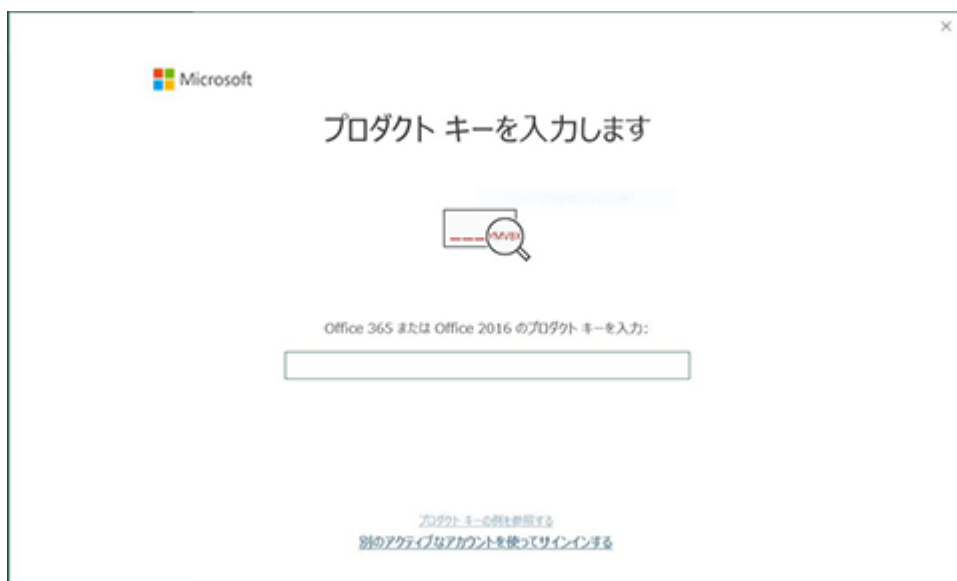 Microsoft
プロダクト キーを入力します
YMVBX
Office 365 または Office 2016 のプロダクト キーを入力:
プロダクト キーの例を参照する
別のアクティブなアカウントを使ってサインインする